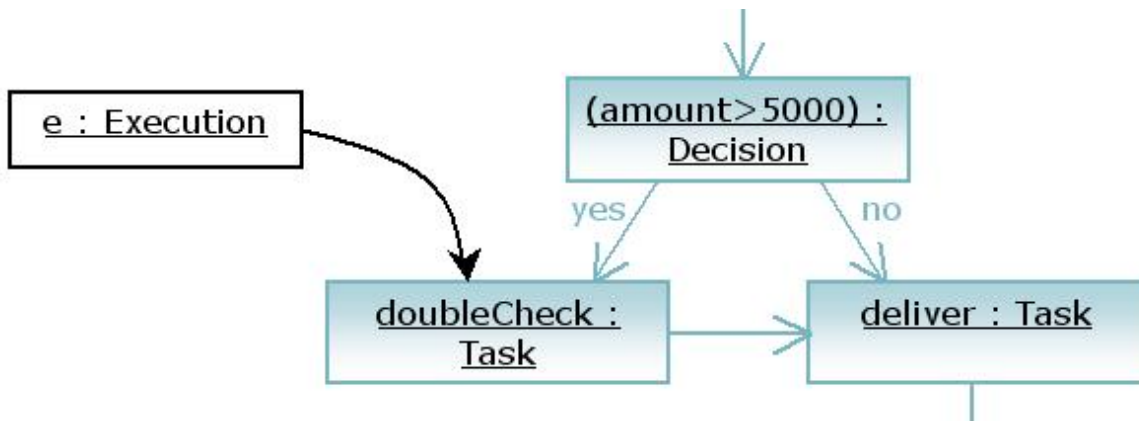 e : Execution
(amount>5000) :
Decision
yes
no
doubleCheck :
Task
deliver : Task